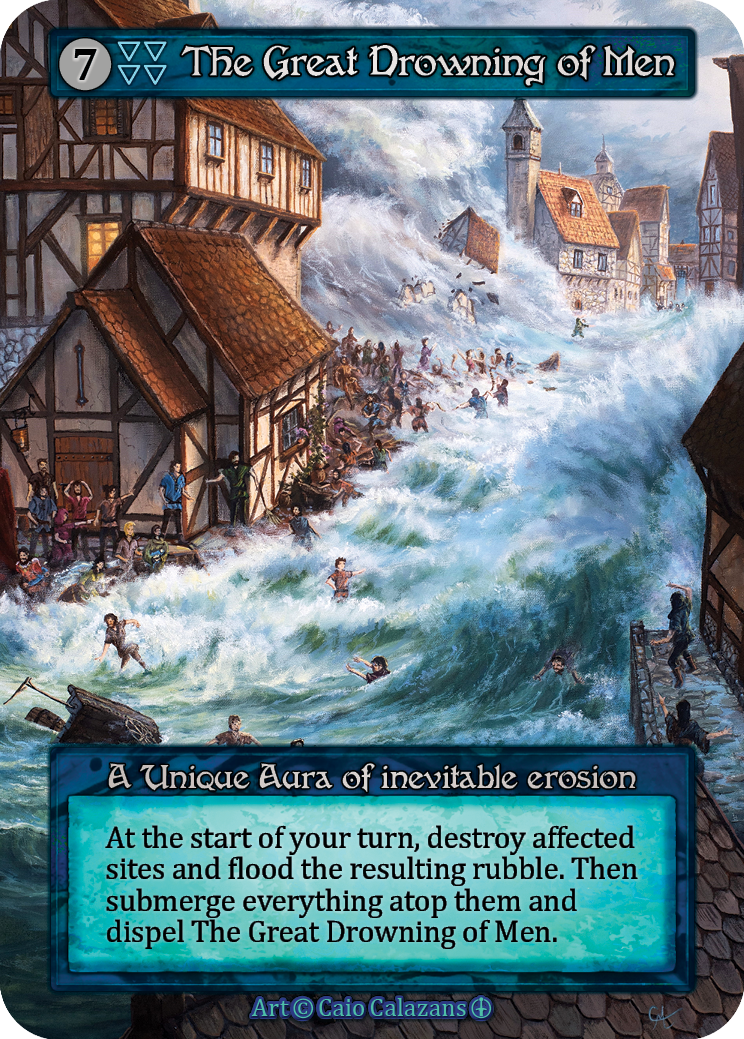 7 The Great Drowning of Men
A Unique Aura of inevitable erosion
At the start of your turn, destroy affected
sites and flood the resulting rubble. Then
submerge everything atop them and
dispel The Great Drowning of Men.
Art © Caio Calazans